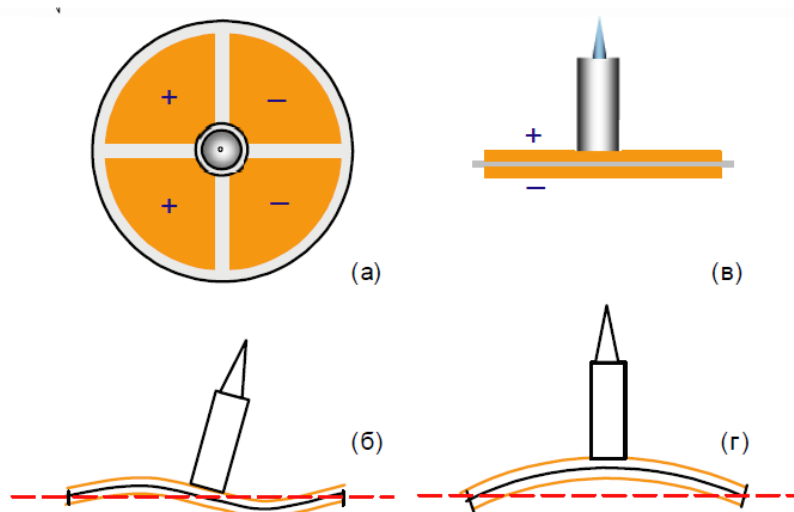 + –
+ –
(а)
+
–
(в)
(б)
(г)